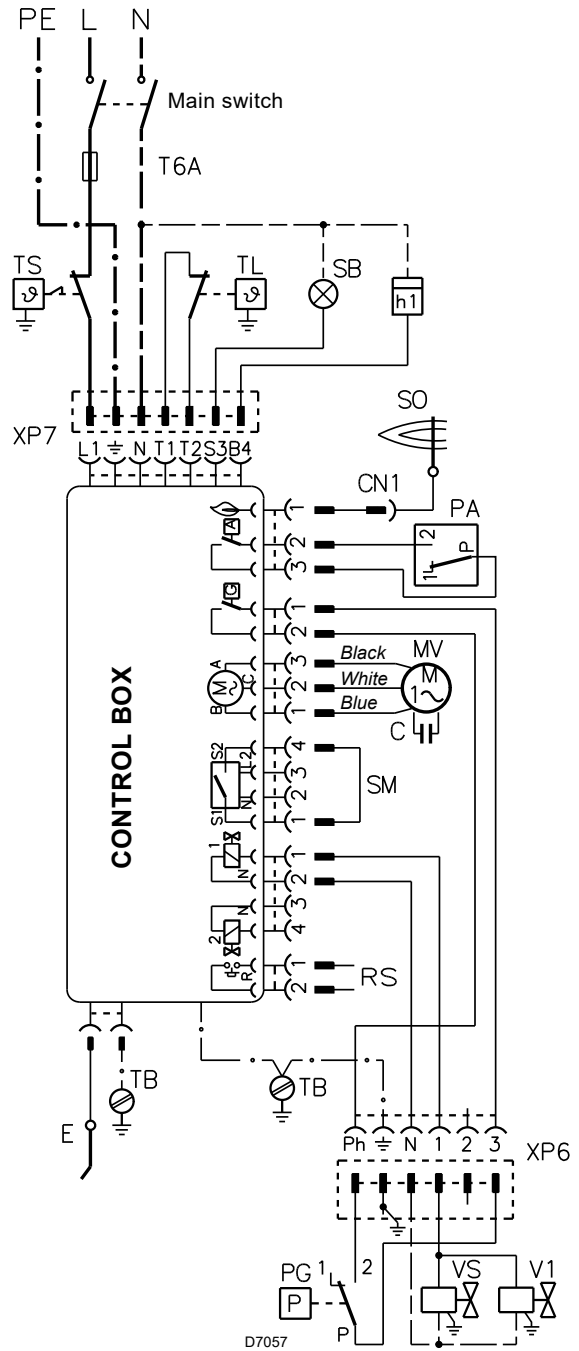 PE L N
Main switch
T6A
TS
ϑ
TL
ϑ
SB
h1
XP7
L1 N T1 T2 S3 B4
SO
CN1
PA
2
1
P
1
A
2
3
G
1
2
CONTROL BOX
A
M
C
B
3
2
1
Black
White
Blue
MV
M
1~
C
S2
L2
N
S1
4
3
2
1
SM
1
N
1
2
N
2
3
4
R
1
2
RS
TB
TB
E
Ph N 1 2 3
XP6
PG
P
1
2
P
VS
V1
D7057